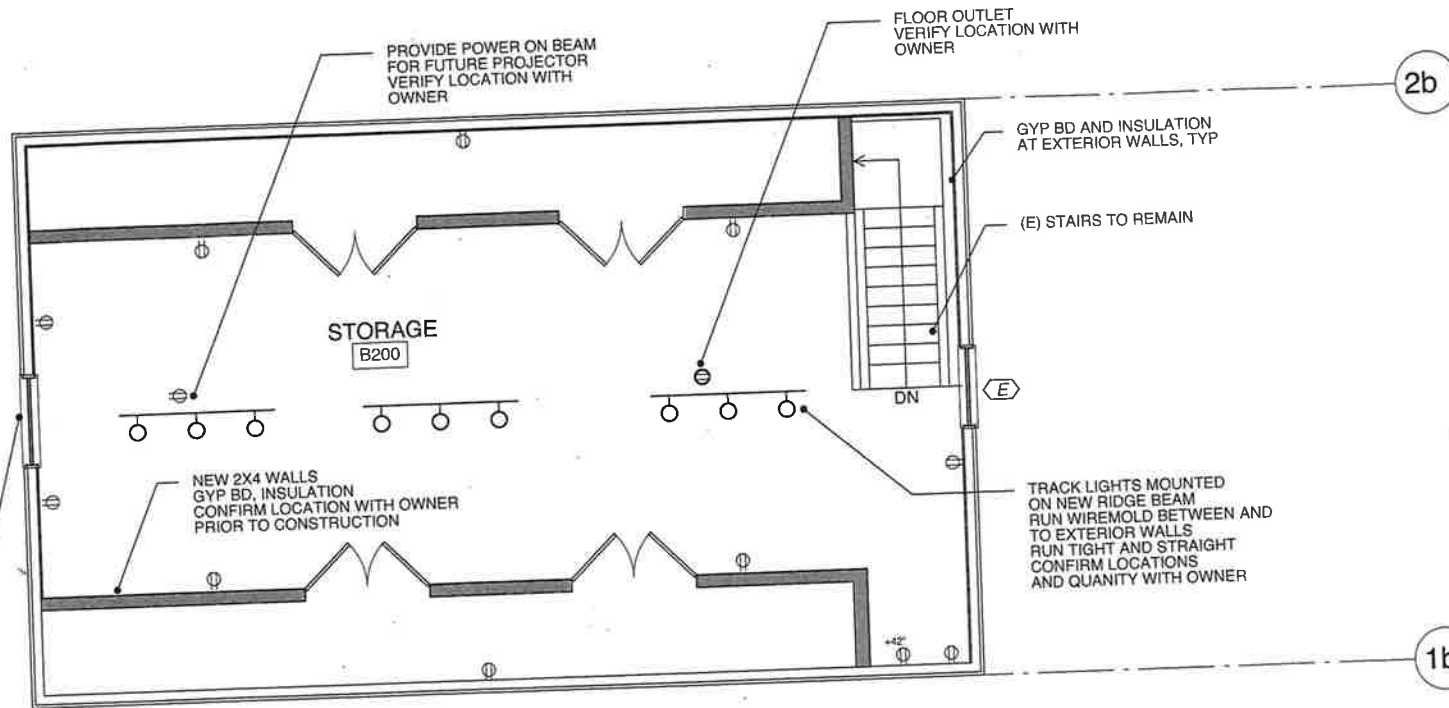 PROVIDE POWER ON BEAM
FOR FUTURE PROJECTOR
VERIFY LOCATION WITH
OWNER
FLOOR OUTLET
VERIFY LOCATION WITH
OWNER
2b
GYP BD AND INSULATION
AT EXTERIOR WALLS, TYP
(E) STAIRS TO REMAIN
STORAGE
B200
DN
E
NEW 2X4 WALLS
GYP BD, INSULATION
CONFIRM LOCATION WITH OWNER
PRIOR TO CONSTRUCTION
TRACK LIGHTS MOUNTED
ON NEW RIDGE BEAM
RUN WIREMOLD BETWEEN AND
TO EXTERIOR WALLS
RUN TIGHT AND STRAIGHT
CONFIRM LOCATIONS
AND QUANITY WITH OWNER
+42"
1b